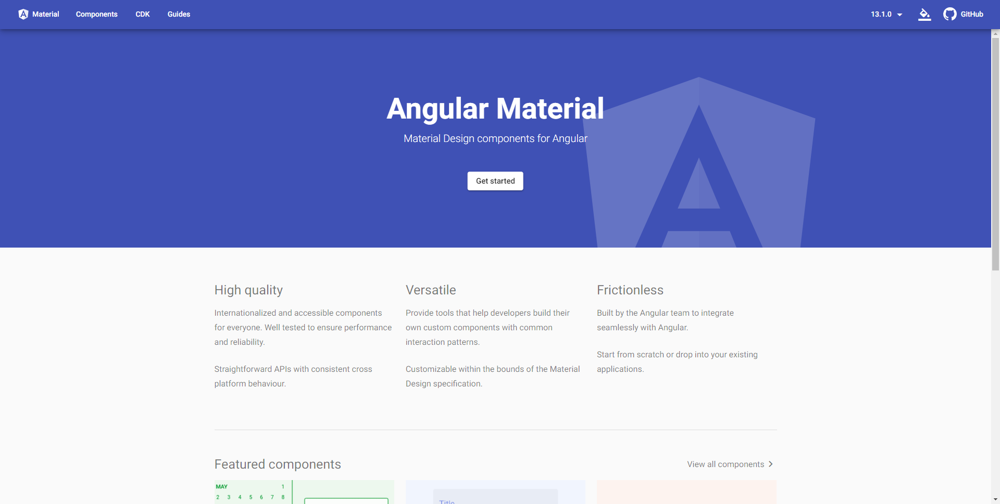 Material Components CDK Guides 13.1.0 GitHub
Angular Material
Material Design components for Angular
Get started
High quality
Internationalized and accessible components
for everyone. Well tested to ensure performance
and reliability.
Straightforward APIs with consistent cross
platform behaviour.
Versatile
Provide tools that help developers build their
own custom components with common
interaction patterns.
Customizable within the bounds of the Material
Design specification.
Frictionless
Built by the Angular team to integrate
seamlessly with Angular.
Start from scratch or drop into your existing
applications.
Featured components
View all components
MAY 1
2 3 4 5 6 7 8
Title